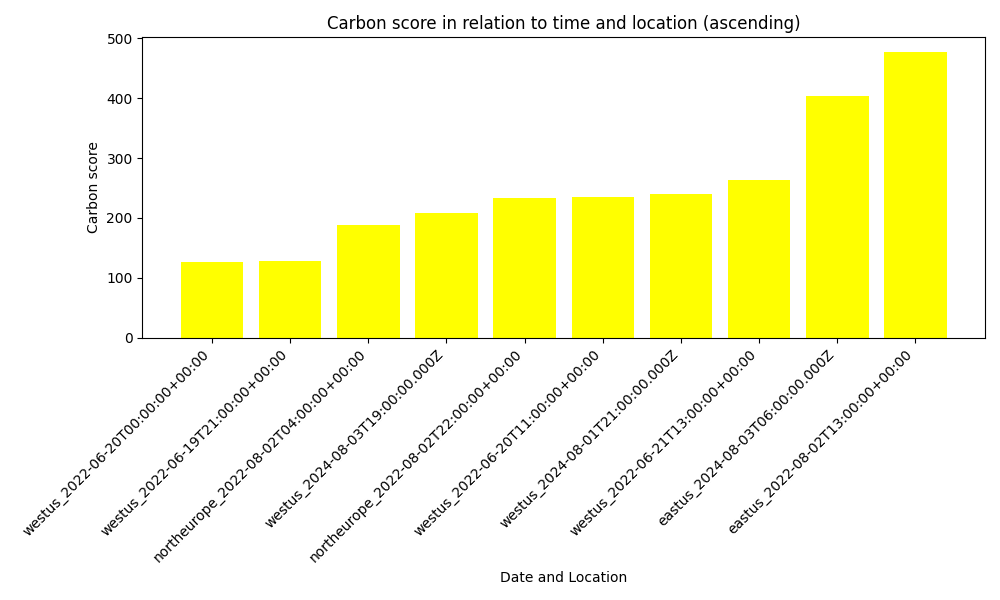 Carbon score in relation to time and location (ascending)
500
400
300
200
100
0
Carbon score
westus_2022-06-20T00:00:00+00:00
westus_2022-06-19T21:00:00+00:00
northeurope_2022-08-02T04:00:00+00:00
westus_2024-08-03T19:00:00.000Z
northeurope_2022-08-02T22:00:00+00:00
westus_2022-06-20T11:00:00+00:00
westus_2024-08-01T21:00:00.000Z
westus_2022-06-21T13:00:00+00:00
eastus_2024-08-03T06:00:00.000Z
eastus_2022-08-02T13:00:00+00:00
Date and Location